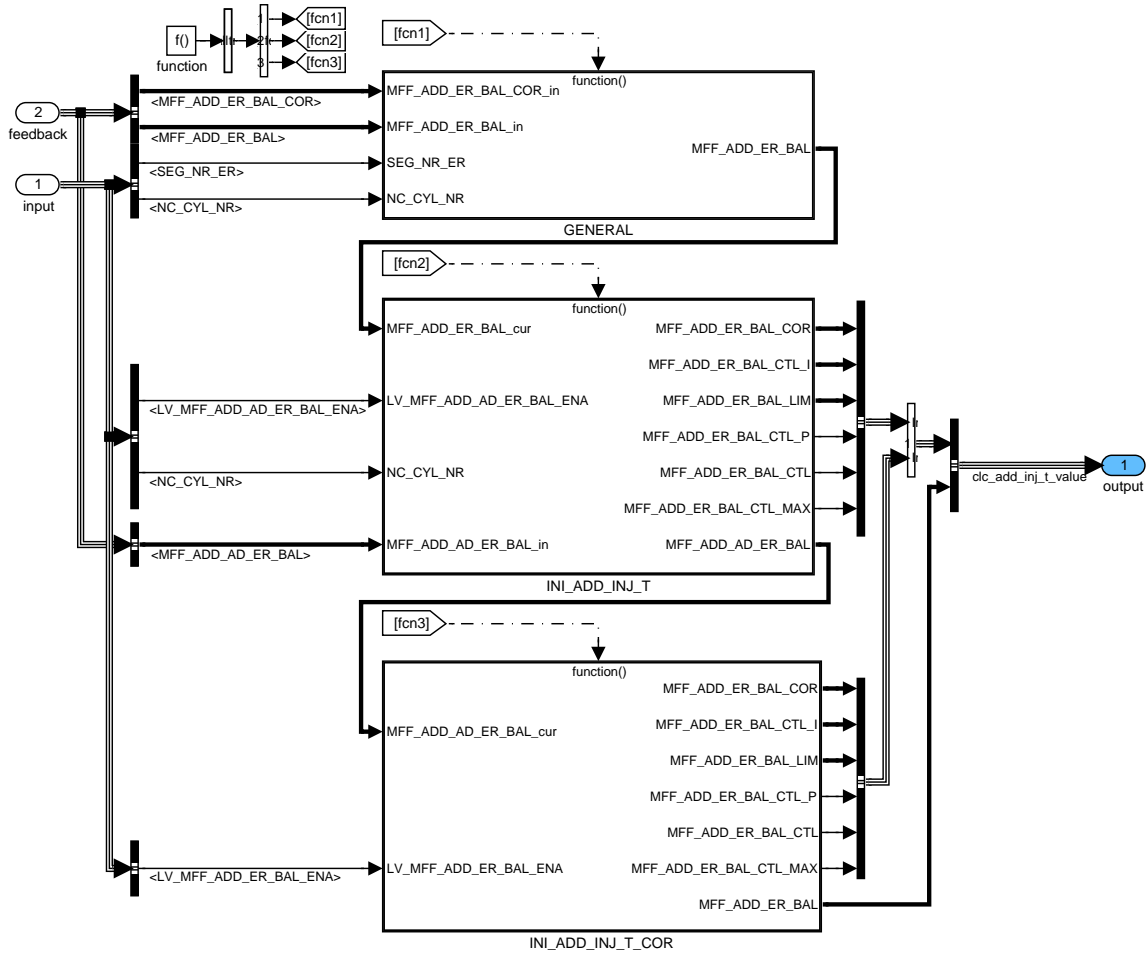 f()
function
1
2
3
[fcn1]
[fcn2]
[fcn3]
[fcn1]
function()
2
feedback
1
input
<MFF_ADD_ER_BAL_COR>
<MFF_ADD_ER_BAL>
<SEG_NR_ER>
<NC_CYL_NR>
MFF_ADD_ER_BAL_COR_in
MFF_ADD_ER_BAL_in
SEG_NR_ER
NC_CYL_NR
MFF_ADD_ER_BAL
GENERAL
[fcn2]
function()
MFF_ADD_ER_BAL_cur
<LV_MFF_ADD_AD_ER_BAL_ENA>
LV_MFF_ADD_AD_ER_BAL_ENA
<NC_CYL_NR>
NC_CYL_NR
<MFF_ADD_AD_ER_BAL>
MFF_ADD_AD_ER_BAL_in
MFF_ADD_ER_BAL_COR
MFF_ADD_ER_BAL_CTL_I
MFF_ADD_ER_BAL_LIM
MFF_ADD_ER_BAL_CTL_P
MFF_ADD_ER_BAL_CTL
MFF_ADD_ER_BAL_CTL_MAX
MFF_ADD_AD_ER_BAL
INI_ADD_INJ_T
clc_add_inj_t_value
1
output
[fcn3]
function()
MFF_ADD_AD_ER_BAL_cur
<LV_MFF_ADD_ER_BAL_ENA>
LV_MFF_ADD_ER_BAL_ENA
MFF_ADD_ER_BAL_COR
MFF_ADD_ER_BAL_CTL_I
MFF_ADD_ER_BAL_LIM
MFF_ADD_ER_BAL_CTL_P
MFF_ADD_ER_BAL_CTL
MFF_ADD_ER_BAL_CTL_MAX
MFF_ADD_ER_BAL
INI_ADD_INJ_T_COR